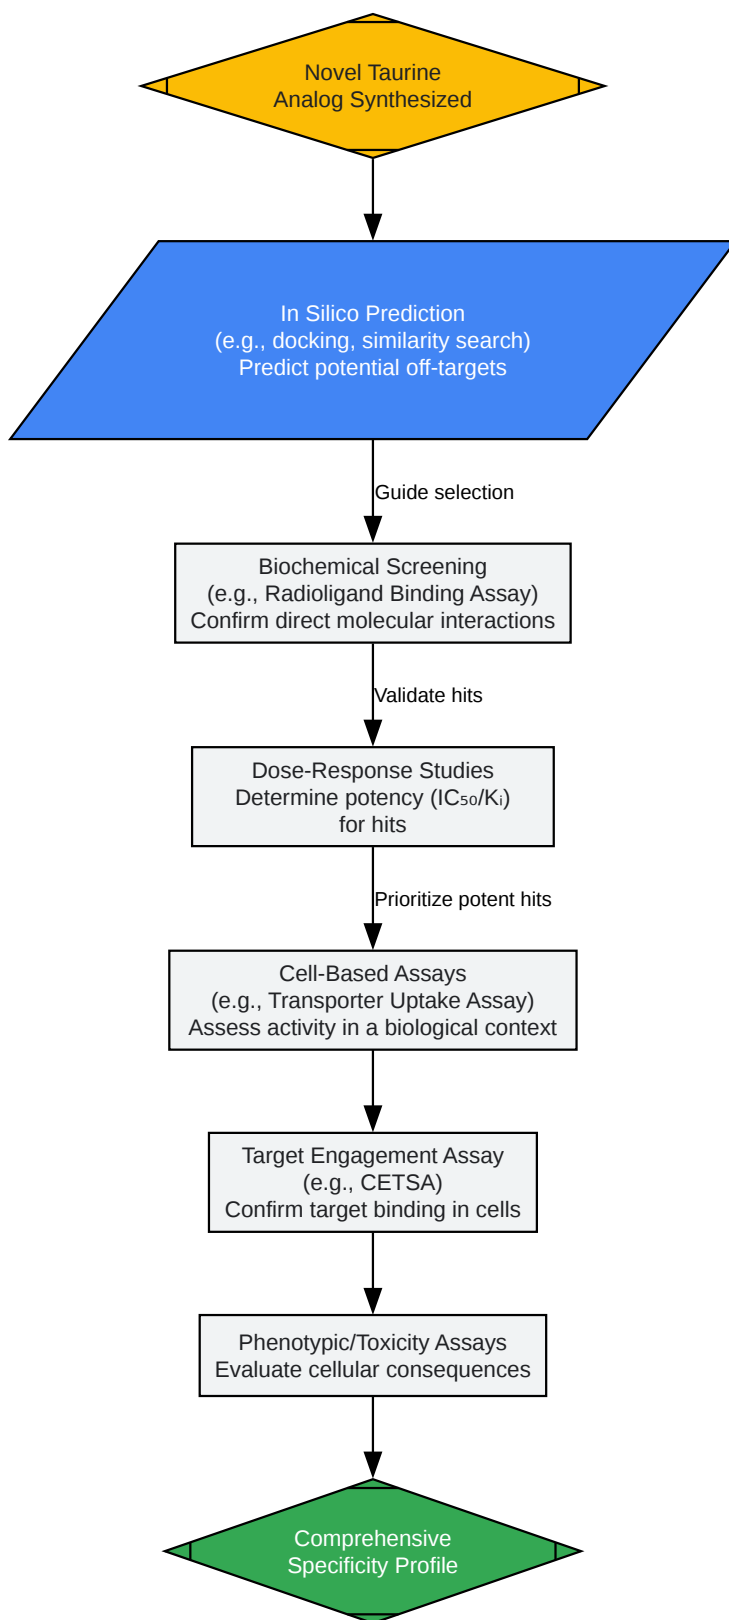 Novel Taurine
Analog Synthesized
In Silico Prediction
(e.g., docking, similarity search)
Predict potential off-targets
Guide selection
Biochemical Screening
(e.g., Radioligand Binding Assay)
Confirm direct molecular interactions
Validate hits
Dose-Response Studies
Determine potency (IC₅₀/Kᵢ)
for hits
Prioritize potent hits
Cell-Based Assays
(e.g., Transporter Uptake Assay)
Assess activity in a biological context
Target Engagement Assay
(e.g., CETSA)
Confirm target binding in cells
Phenotypic/Toxicity Assays
Evaluate cellular consequences
Comprehensive
Specificity Profile